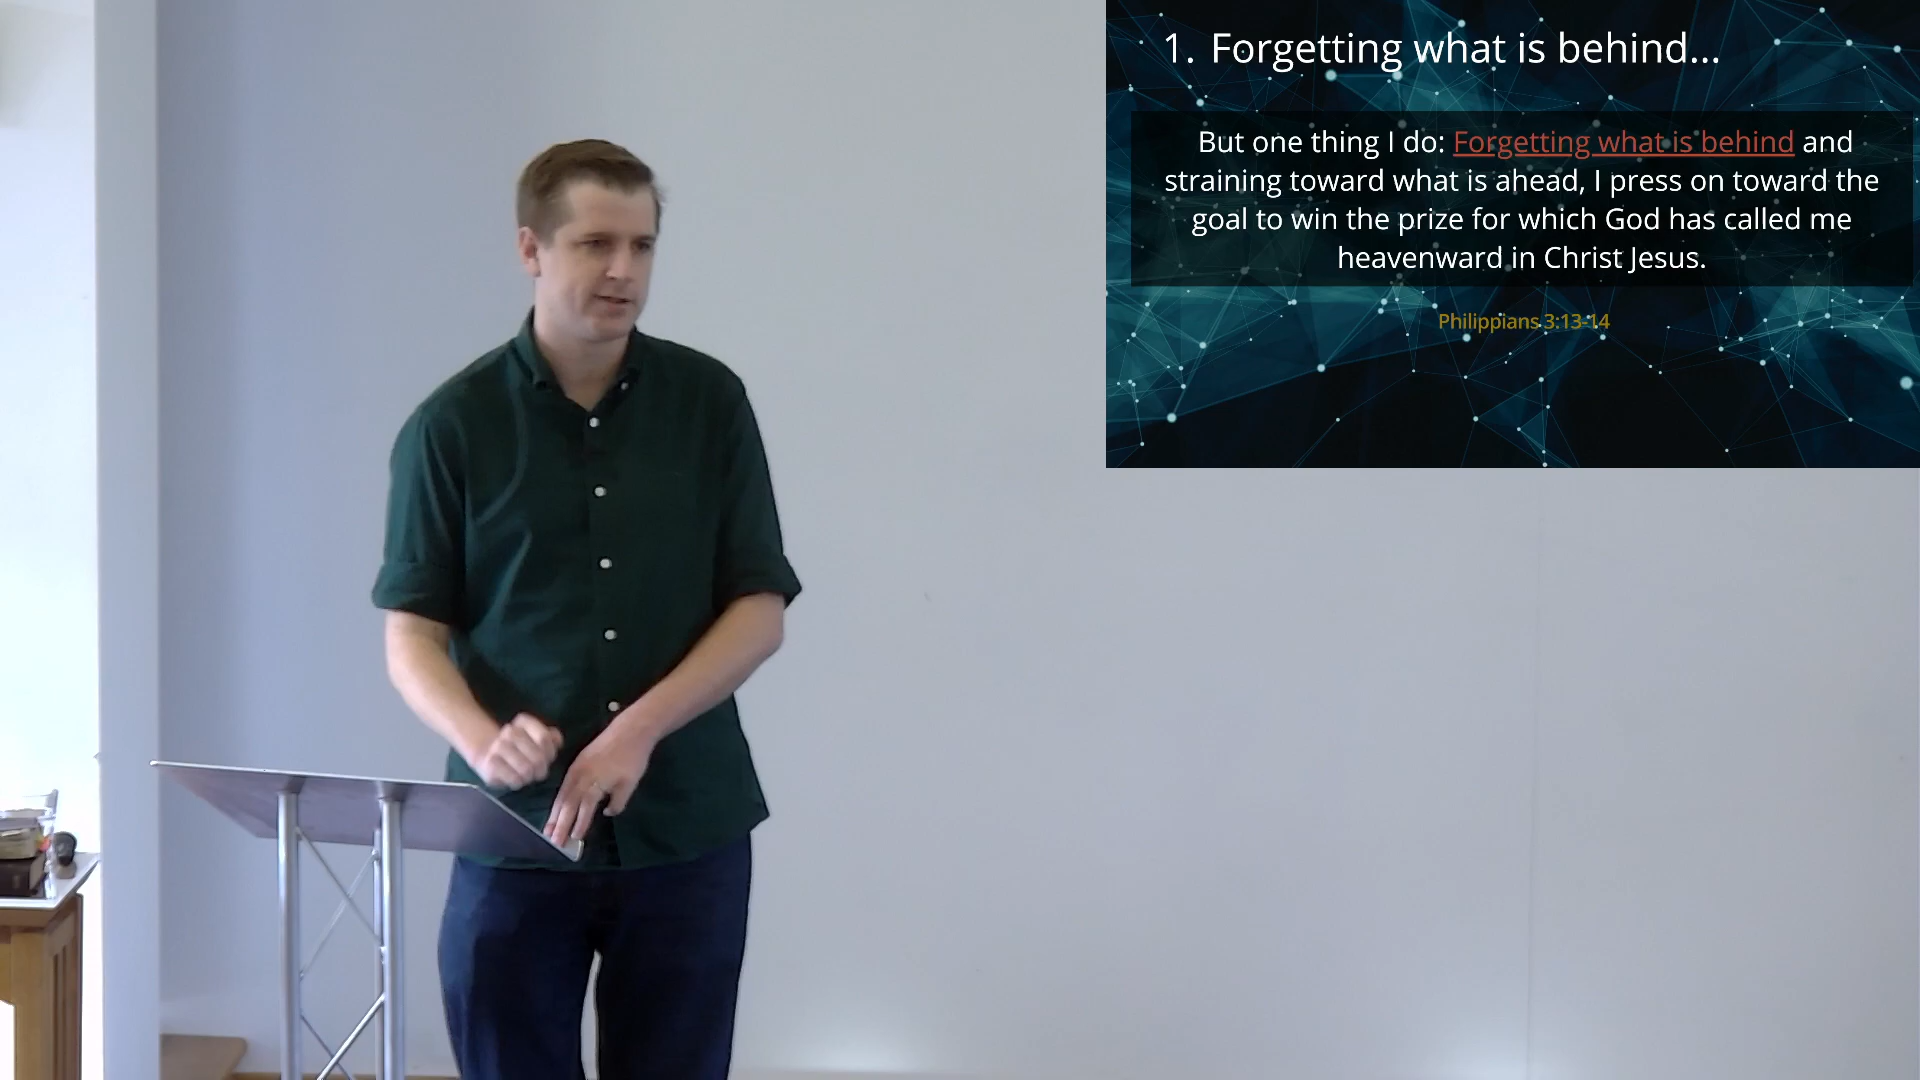 1. Forgetting what is behind...
But one thing I do: Forgetting what is behind and
straining toward what is ahead, I press on toward the
goal to win the prize for which God has called me
heavenward in Christ Jesus.
Philippians 3:13-14